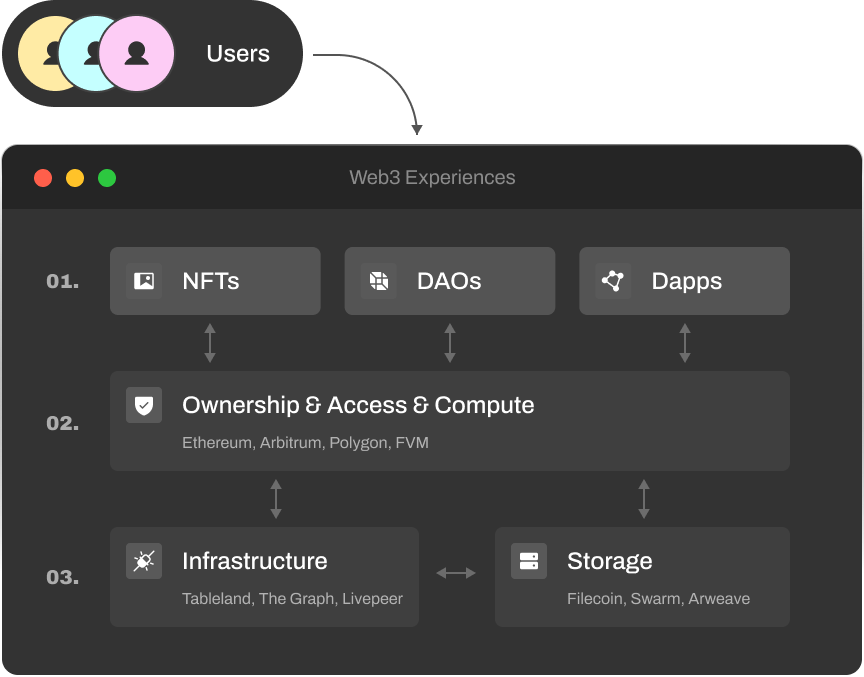 Users
Web3 Experiences
01.
NFTs
DAOs
Dapps
02.
Ownership & Access & Compute
Ethereum, Arbitrum, Polygon, FVM
03.
Infrastructure
Tableland, The Graph, Livepeer
Storage
Filecoin, Swarm, Arweave